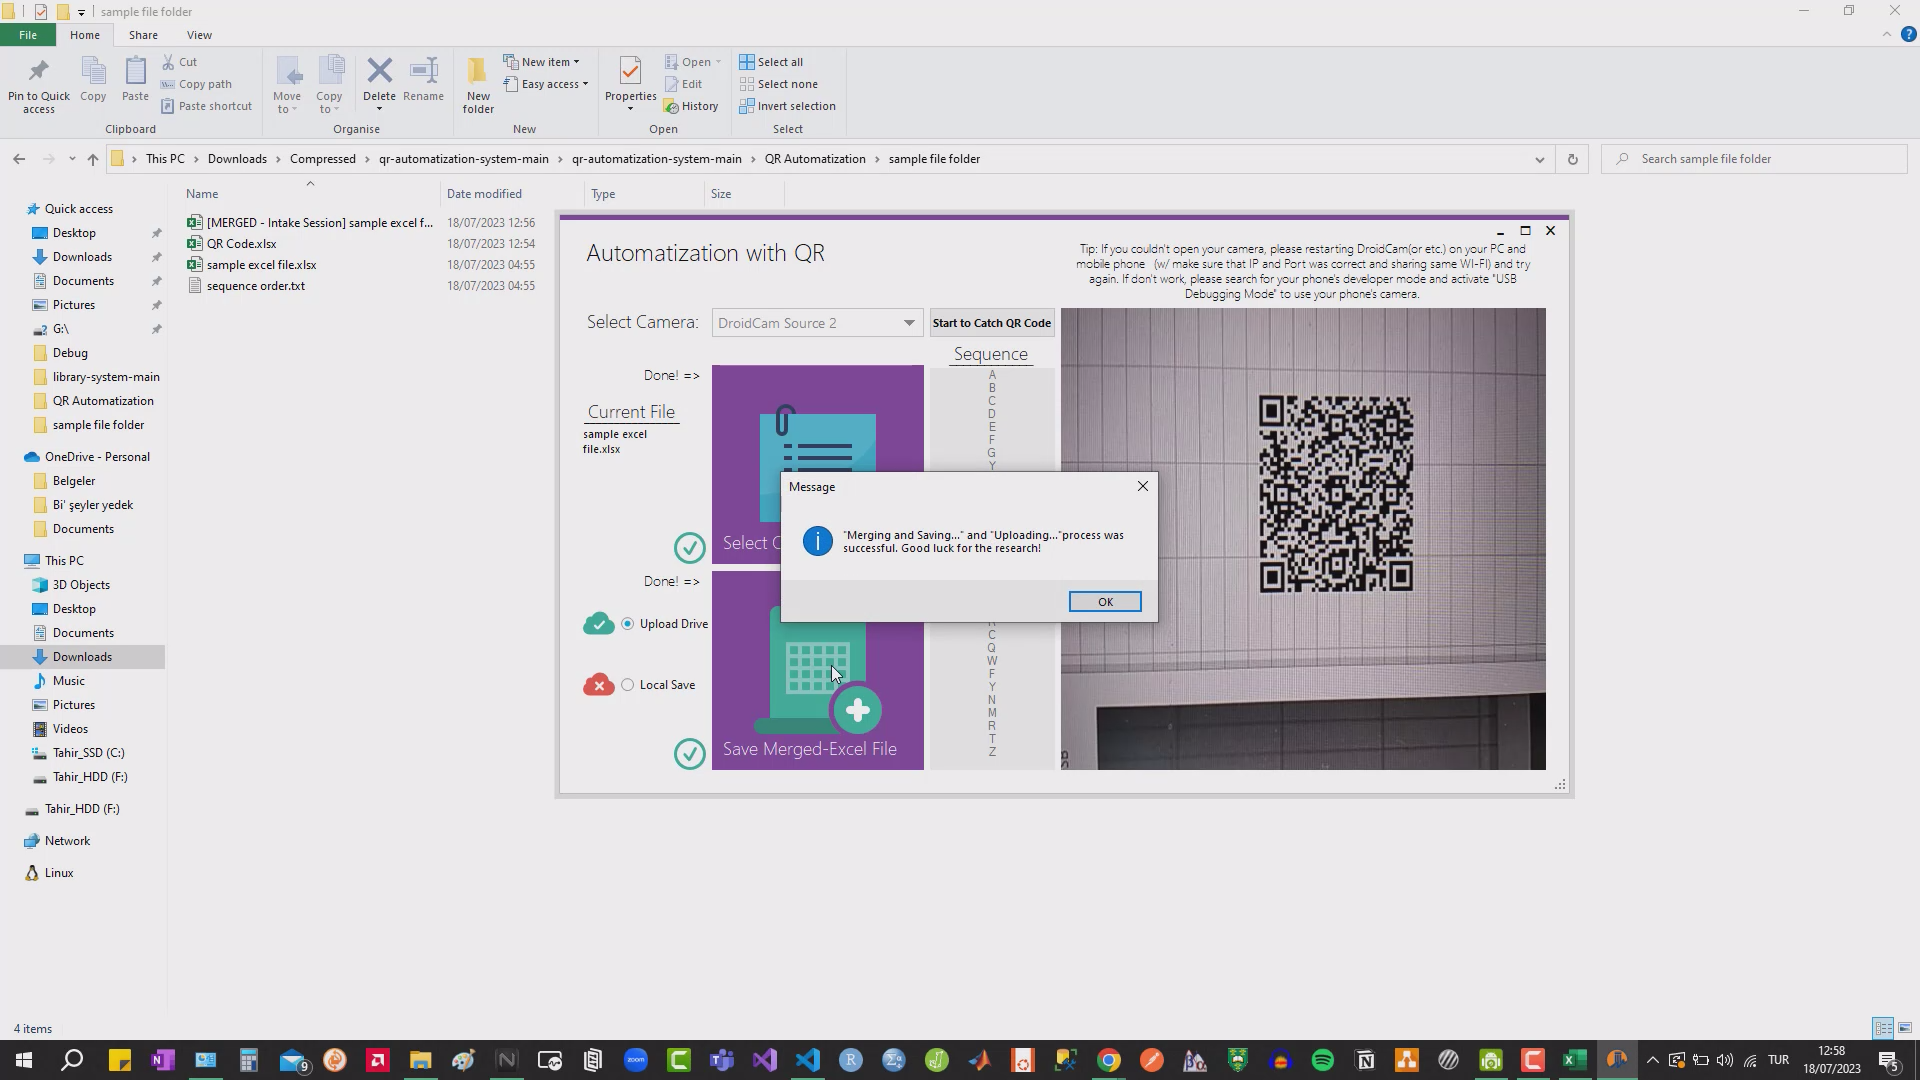 sample file folder
File
Home
Share
View
Pin to Quick access
Copy
Paste
Cut
Copy path
Paste shortcut
Clipboard
Move to
Copy to
Delete
Rename
Organise
New folder
New item
Easy access
New
Properties
Open
Edit
History
Open
Select all
Select none
Invert selection
Select
This PC
Downloads
Compressed
qr-automatization-system-main
qr-automatization-system-main
QR Automatization
sample file folder
Search sample file folder
Name
Date modified
Type
Size
[MERGED - Intake Session] sample excel f... 18/07/2023 12:56
QR Code.xlsx 18/07/2023 12:54
sample excel file.xlsx 18/07/2023 04:55
sequence order.txt 18/07/2023 04:55
Quick access
Desktop
Downloads
Documents
Pictures
G:\
Debug
library-system-main
QR Automatization
sample file folder
OneDrive - Personal
Belgeler
Bi' şeyler yedek
Documents
This PC
3D Objects
Desktop
Documents
Downloads
Music
Pictures
Videos
Tahir_SSD (C:)
Tahir_HDD (F:)
Tahir_HDD (F:)
Network
Linux
Automatization with QR
Tip: If you couldn't open your camera, please restarting DroidCam(or etc.) on your PC and
mobile phone (w/ make sure that IP and Port was correct and sharing same WI-FI) and try
again. If don't work, please search for your phone's developer mode and activate "USB
Debugging Mode" to use your phone's camera.
Select Camera:
DroidCam Source 2
Start to Catch QR Code
Sequence
A
B
C
D
E
F
G
Y
Done! =>
Current File
sample excel
file.xlsx
Select C
Message
"Merging and Saving..." and "Uploading..."process was
successful. Good luck for the research!
OK
Done! =>
Upload Drive
Local Save
Save Merged-Excel File
C
Q
W
F
Y
N
M
R
T
Z
4 items
9
zoom
TUR
12:58
18/07/2023
5